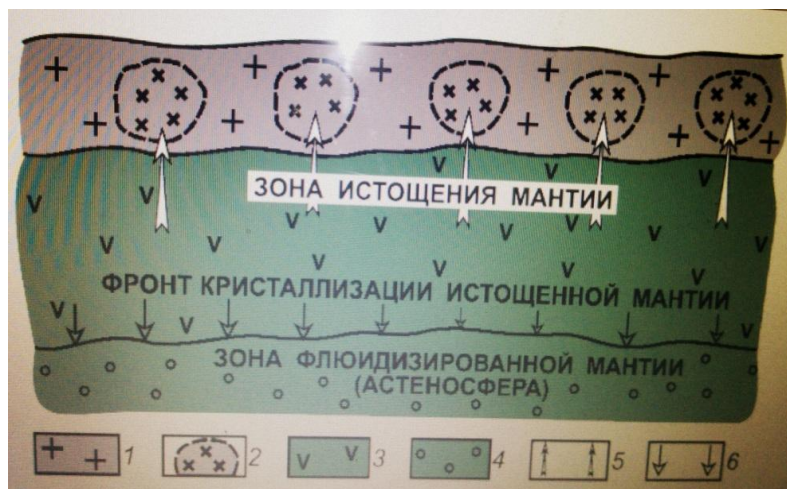 ЗОНА ИСТОЩЕНИЯ МАНТИИ
ФРОНТ КРИСТАЛЛИЗАЦИИ ИСТОЩЕННОЙ МАНТИИ
ЗОНА ФЛЮИДИЗИРОВАННОЙ МАНТИИ
(АСТЕНОСФЕРА)
1 2 3 4 5 6